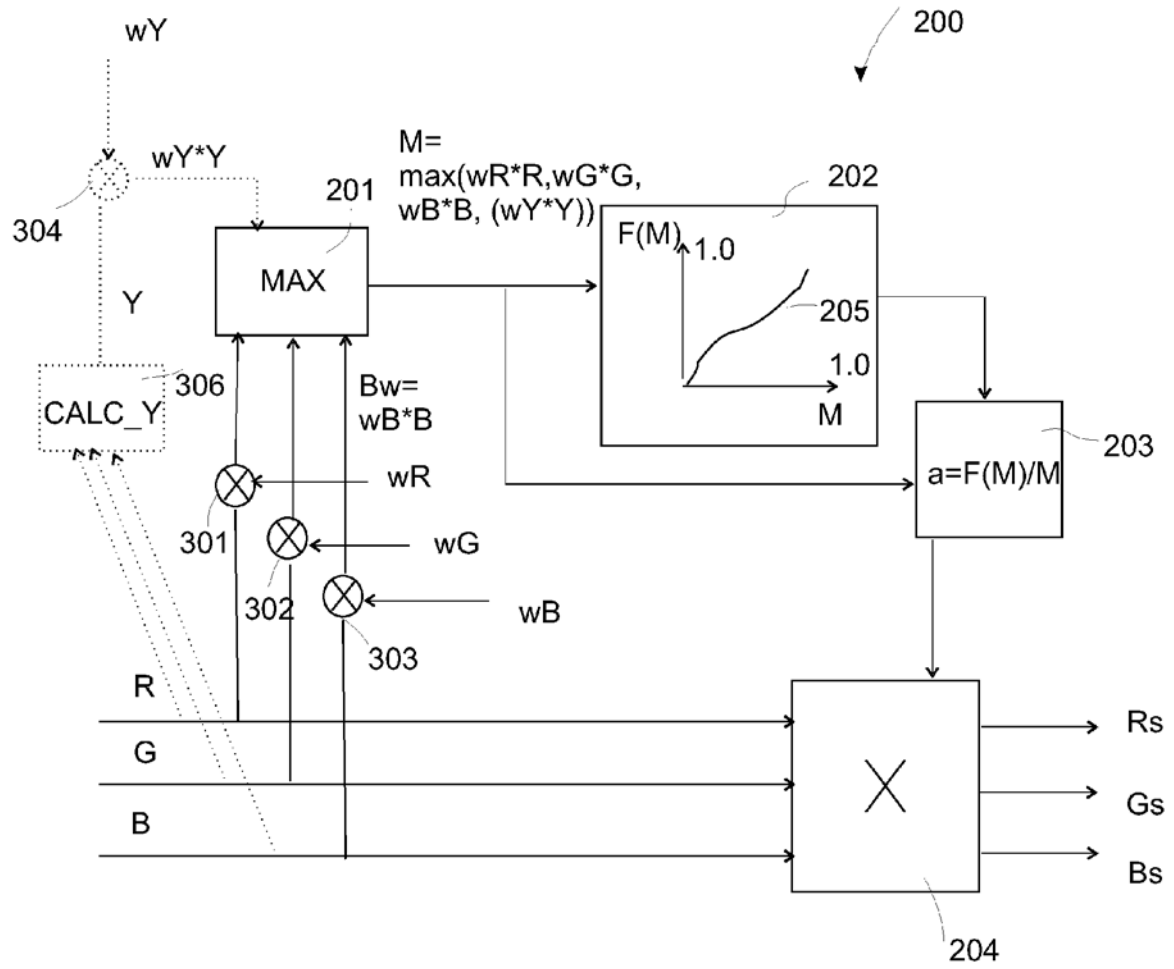 wY
200
wY*Y
304
201
M=
max(wR*R,wG*G,
wB*B, (wY*Y))
202
F(M)
1.0
205
1.0
M
MAX
Y
306
CALC_Y
Bw=
wB*B
203
a=F(M)/M
wR
301
wG
302
wB
303
R
G
B
X
Rs
Gs
Bs
204